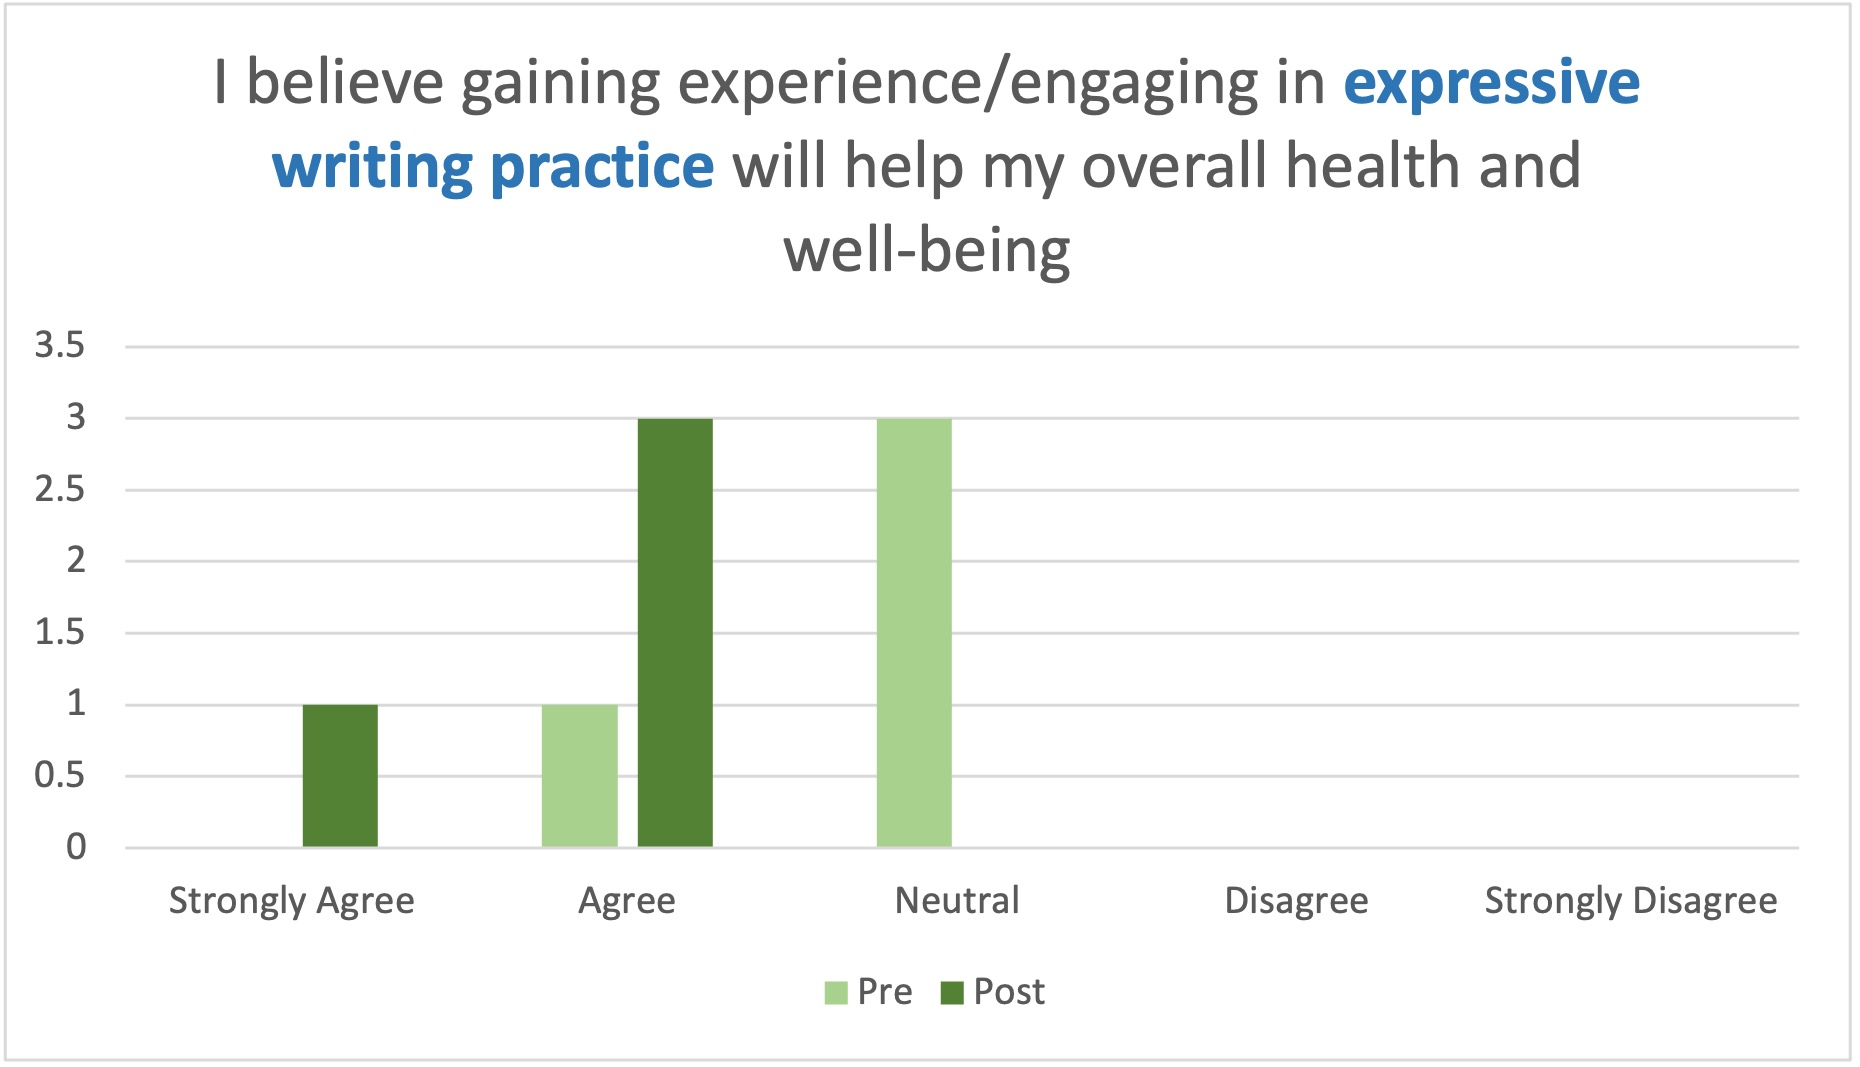 I believe gaining experience/engaging in expressive
writing practice will help my overall health and
well-being
3.5
3
2.5
2
1.5
1
0.5
0
Strongly Agree Agree Neutral Disagree Strongly Disagree
Pre Post